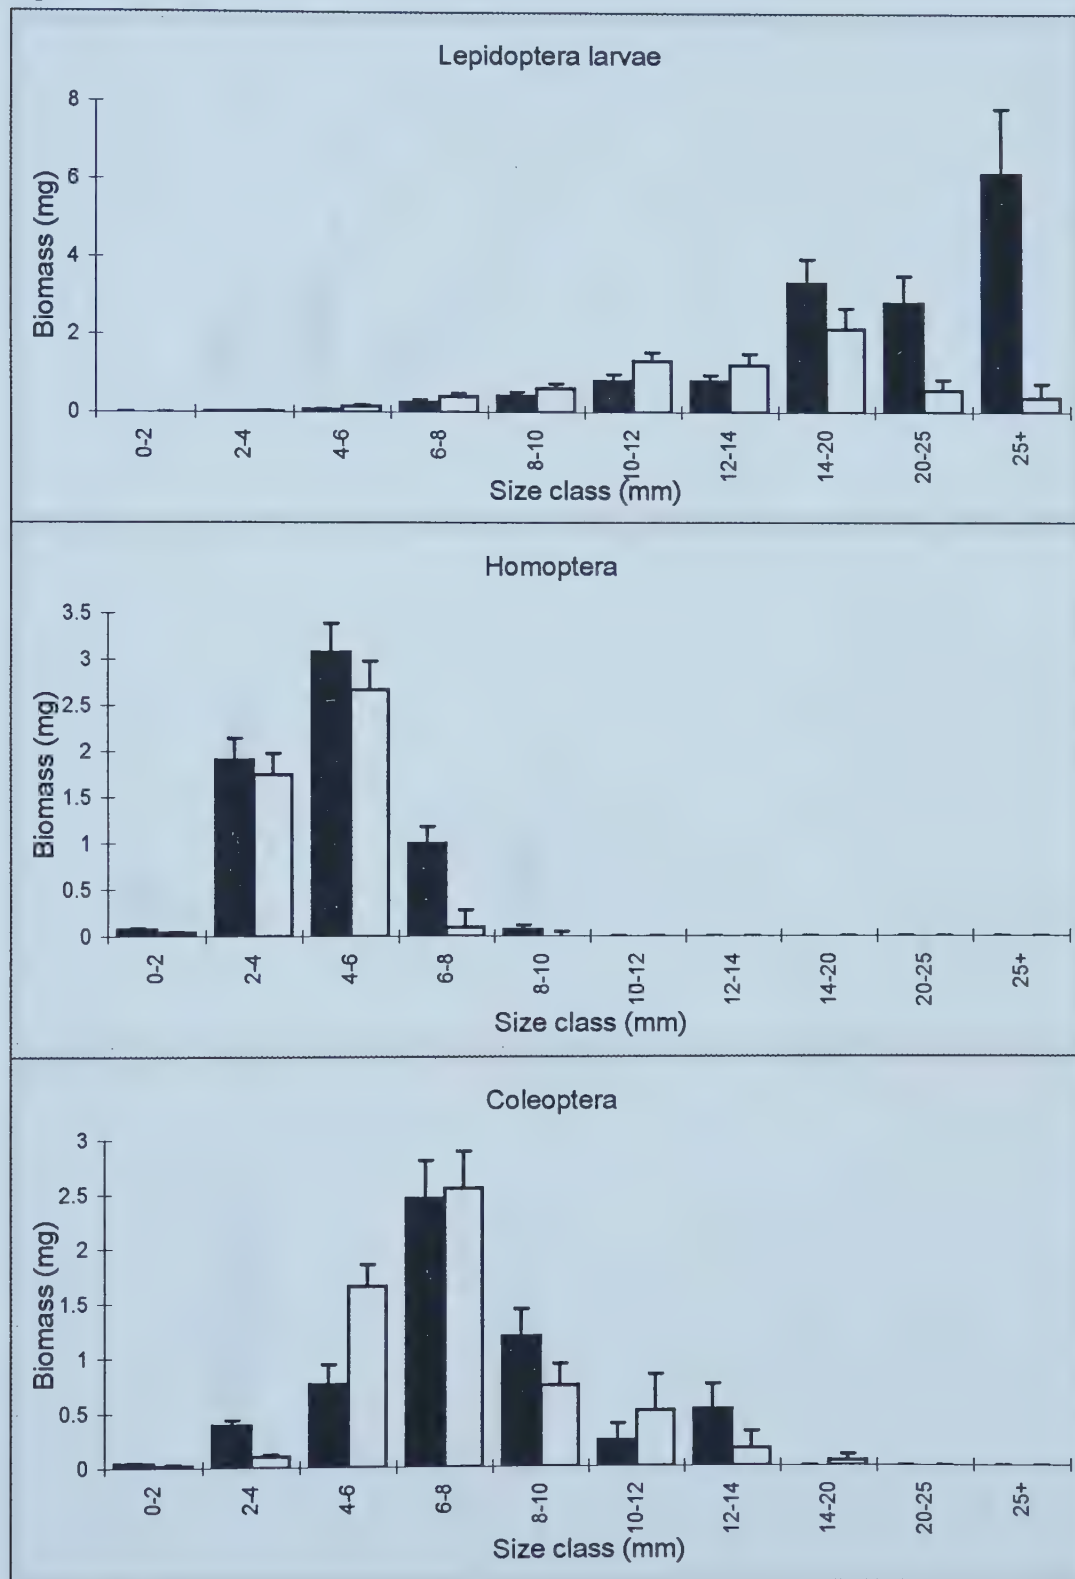 Lepidoptera larvae
8
6
4
2
0
Biomass (mg)
0-2 2-4 4-6 6-8 8-10 10-12 12-14 14-20 20-25 25+
Size class (mm)
Homoptera
3.5
3
2.5
2
1.5
1
0.5
0
Biomass (mg)
0-2 2-4 4-6 6-8 8-10 10-12 12-14 14-20 20-25 25+
Size class (mm)
Coleoptera
3
2.5
2
1.5
1
0.5
0
Biomass (mg)
0-2 2-4 4-6 6-8 8-10 10-12 12-14 14-20 20-25 25+
Size class (mm)